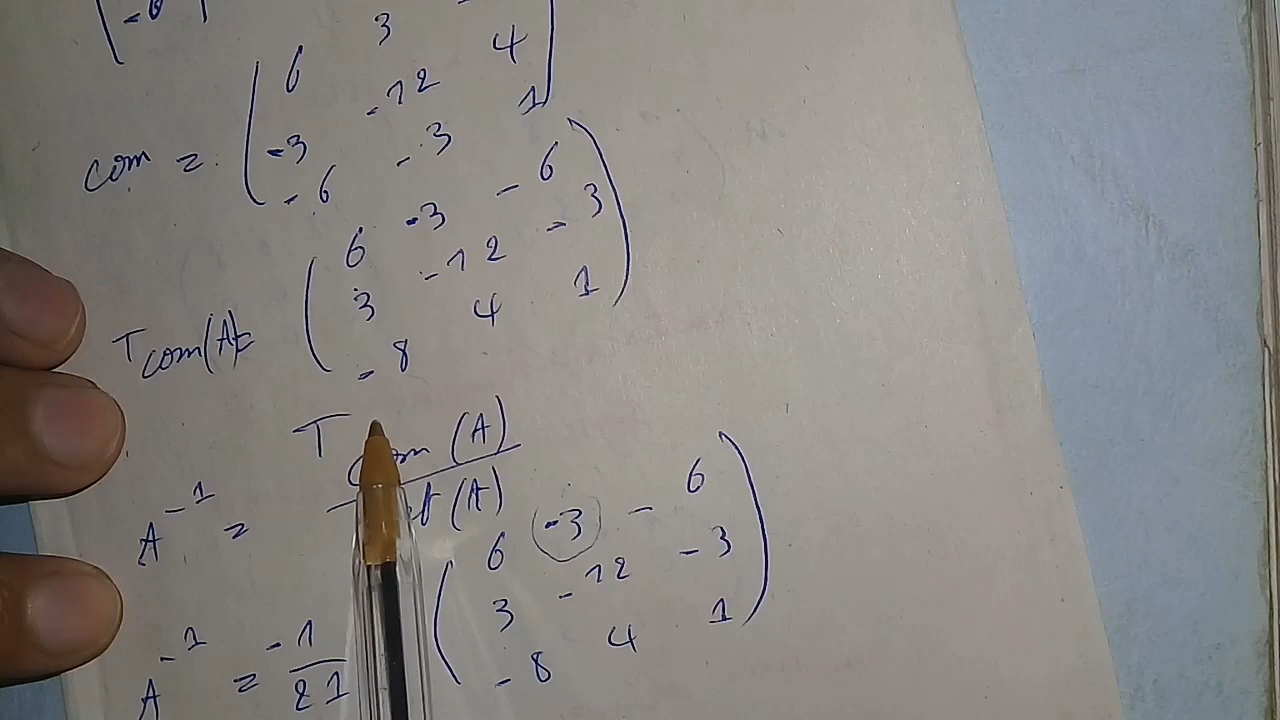 6 3
-3 -12 4
com = -6 -3 1
6 -3 -6
3 -12 -3
Tcom(A)= -8 4 1
T com (A)
A^-1 = det (A)
6 -3 -6
3 -12 -3
A^-1 = -1/21 -8 4 1